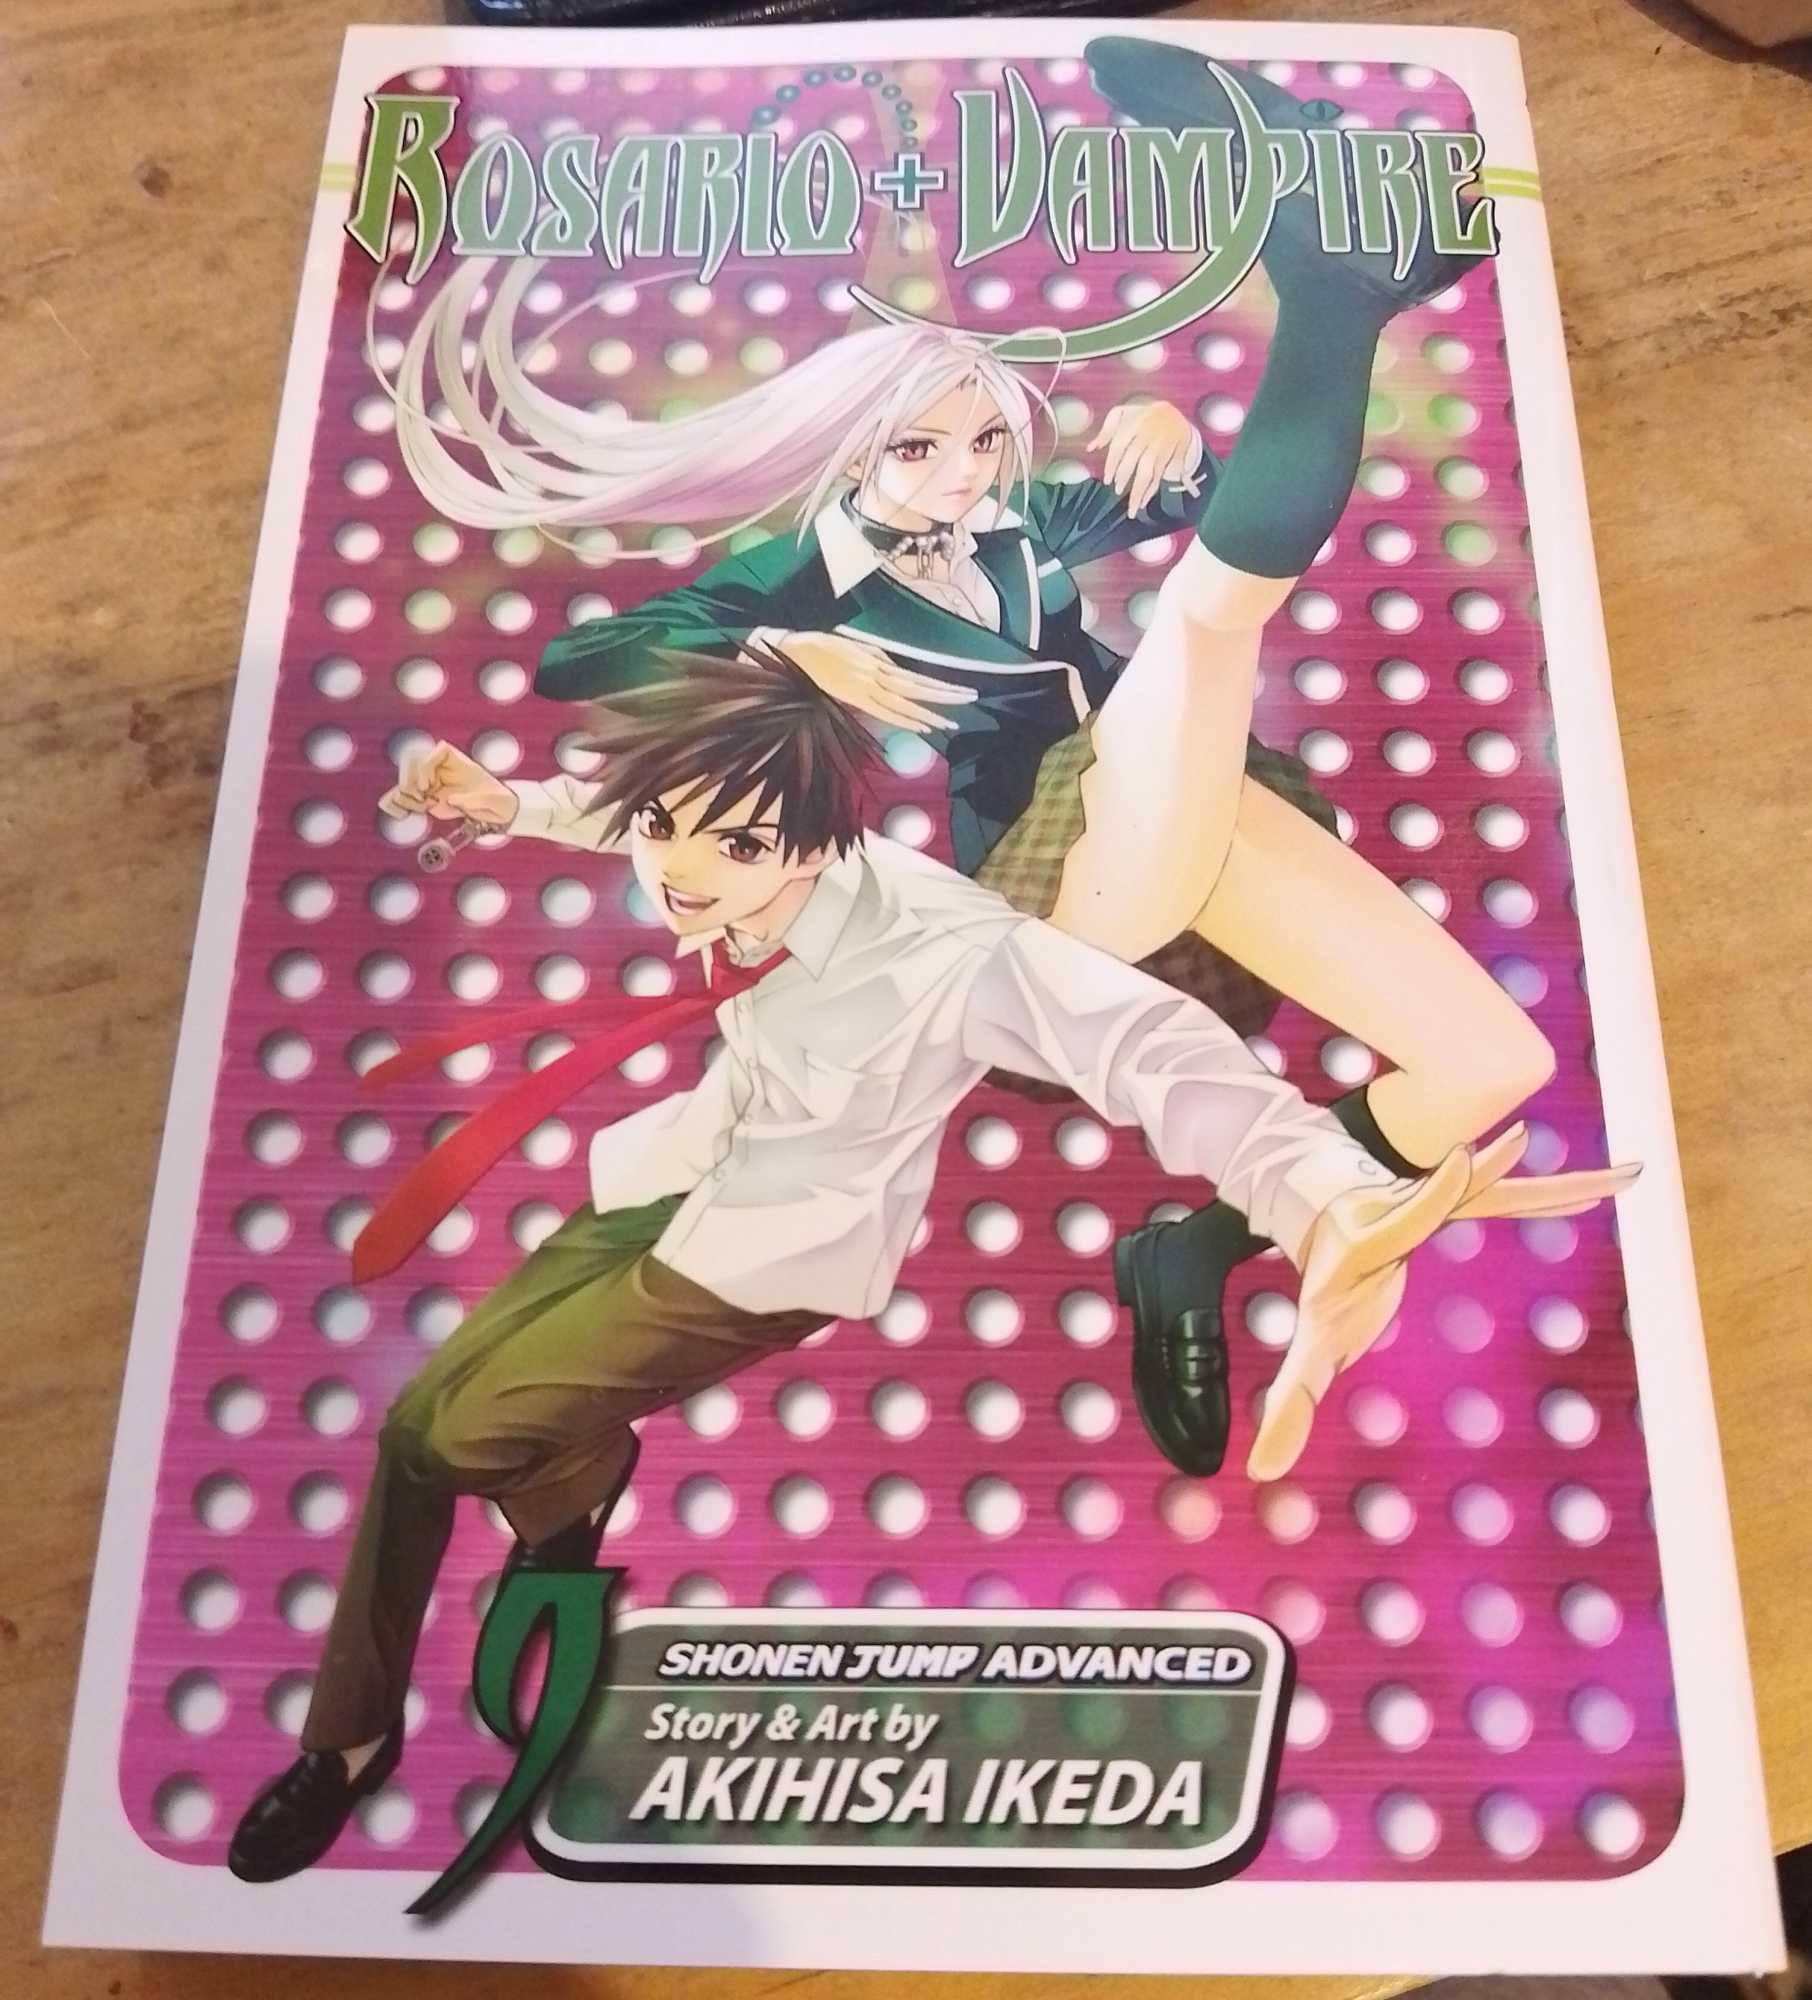 ROSARIO + VAMPIRE
9
SHONEN JUMP ADVANCED
Story & Art by
AKIHISA IKEDA